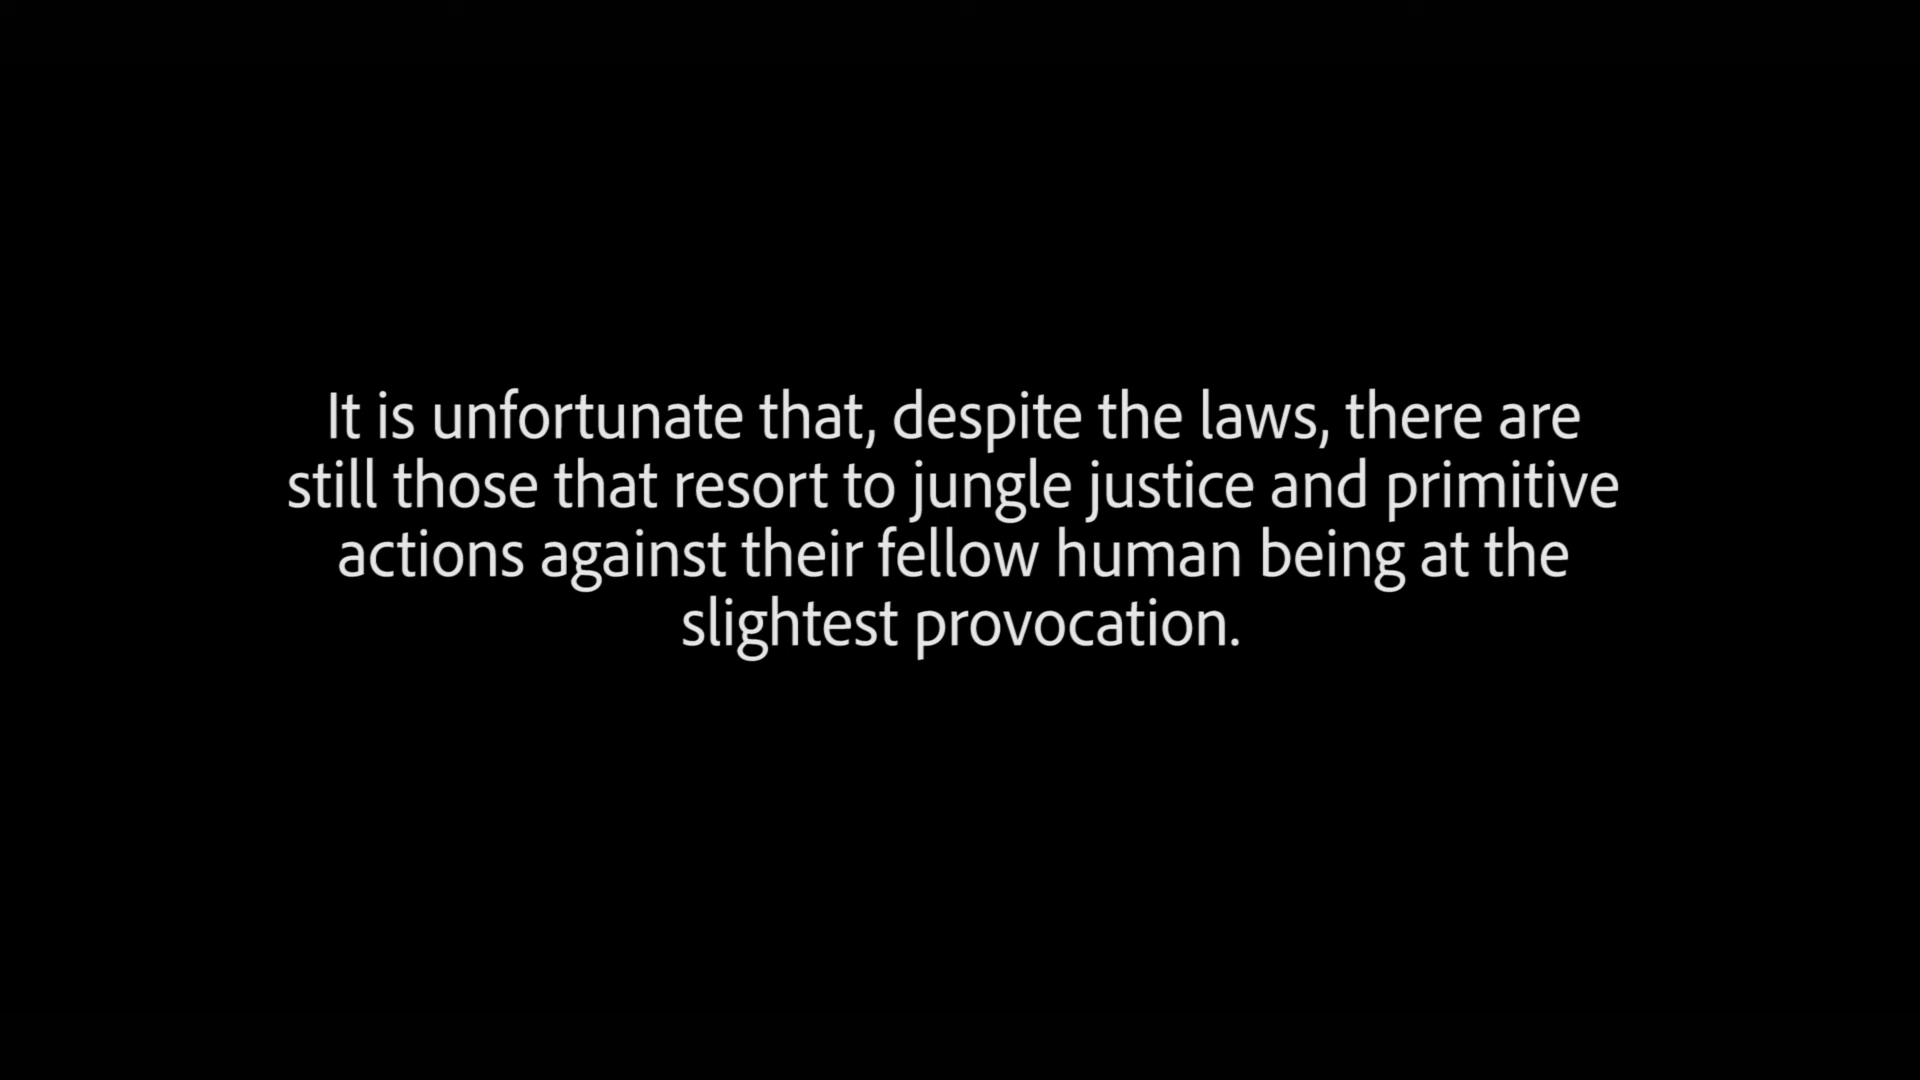 It is unfortunate that, despite the laws, there are
still those that resort to jungle justice and primitive
actions against their fellow human being at the
slightest provocation.